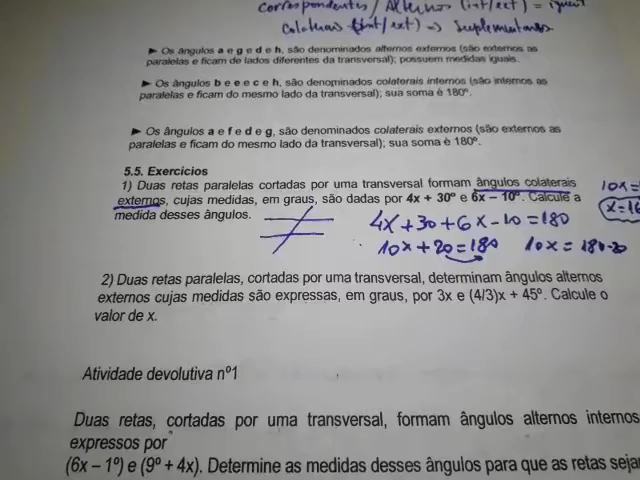 correspondentes / Alternos (int/ext) = iguais
colaterais (int/ext) => suplementares
► Os ângulos a e g e d e h, são denominados alternos externos (são externos as
paralelas e ficam de lados diferentes da transversal); possuem medidas iguais.
► Os ângulos b e e e c e h, são denominados colaterais internos (são internos as
paralelas e ficam do mesmo lado da transversal); sua soma é 180º.
► Os ângulos a e f e d e g, são denominados colaterais externos (são externos as
paralelas e ficam do mesmo lado da transversal); sua soma é 180º.
5.5. Exercícios
1) Duas retas paralelas cortadas por uma transversal formam ângulos colaterais
externos, cujas medidas, em graus, são dadas por 4x + 30º e 6x – 10º. Calcule a
medida desses ângulos.
4x + 30 + 6x - 10 = 180
10x + 20 = 180 10x = 180-20
10x =
x = 16
2) Duas retas paralelas, cortadas por uma transversal, determinam ângulos alternos
externos cujas medidas são expressas, em graus, por 3x e (4/3)x + 45º. Calcule o
valor de x.
Atividade devolutiva nº1
Duas retas, cortadas por uma transversal, formam ângulos alternos internos
expressos por
(6x – 1º) e (9º + 4x). Determine as medidas desses ângulos para que as retas seja